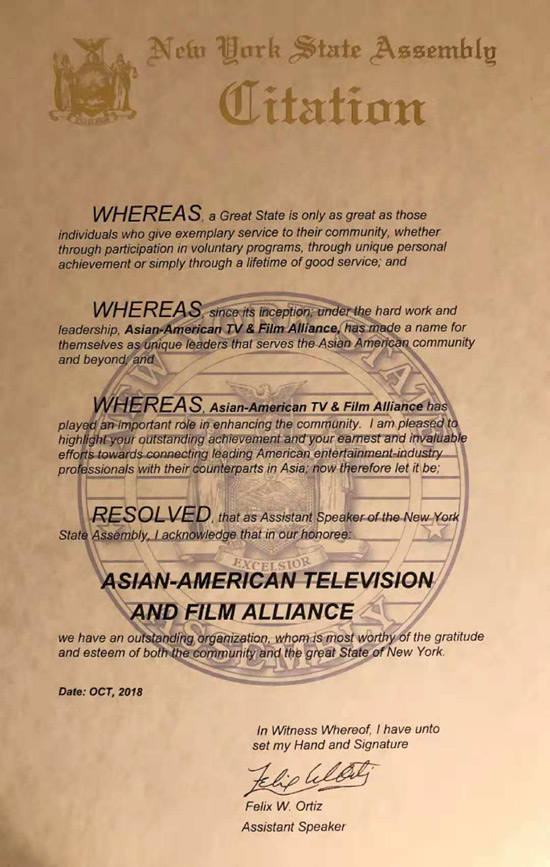 New York State Assembly
Citation
WHEREAS, a Great State is only as great as those
individuals who give exemplary service to their community, whether
through participation in voluntary programs, through unique personal
achievement or simply through a lifetime of good service; and
WHEREAS, since its inception, under the hard work and
leadership, Asian-American TV & Film Alliance, has made a name for
themselves as unique leaders that serves the Asian American community
and beyond, and
WHEREAS, Asian-American TV & Film Alliance has
played an important role in enhancing the community. I am pleased to
highlight your outstanding achievement and your earnest and invaluable
efforts towards connecting leading American entertainment-industry
professionals with their counterparts in Asia; now therefore let it be;
RESOLVED, that as Assistant Speaker of the New York
State Assembly, I acknowledge that in our honoree:
EXCELSIOR
ASIAN-AMERICAN TELEVISION
AND FILM ALLIANCE
we have an outstanding organization, whom is most worthy of the gratitude
and esteem of both the community and the great State of New York.
NEW YORK STATE
ASSEMBLY
Date: OCT, 2018
In Witness Whereof, I have unto
set my Hand and Signature
Felix W. Ortiz
Assistant Speaker